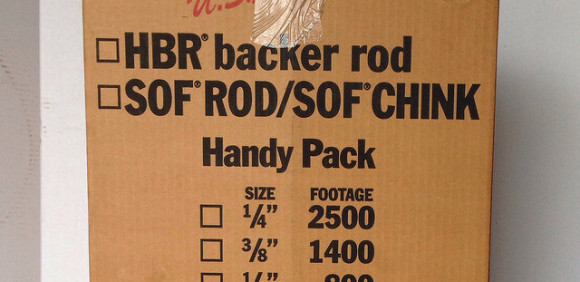 ☐ HBR® backer rod
☐ SOF® ROD/SOF® CHINK
Handy Pack
SIZE FOOTAGE
☐ 1/4" 2500
☐ 3/8" 1400